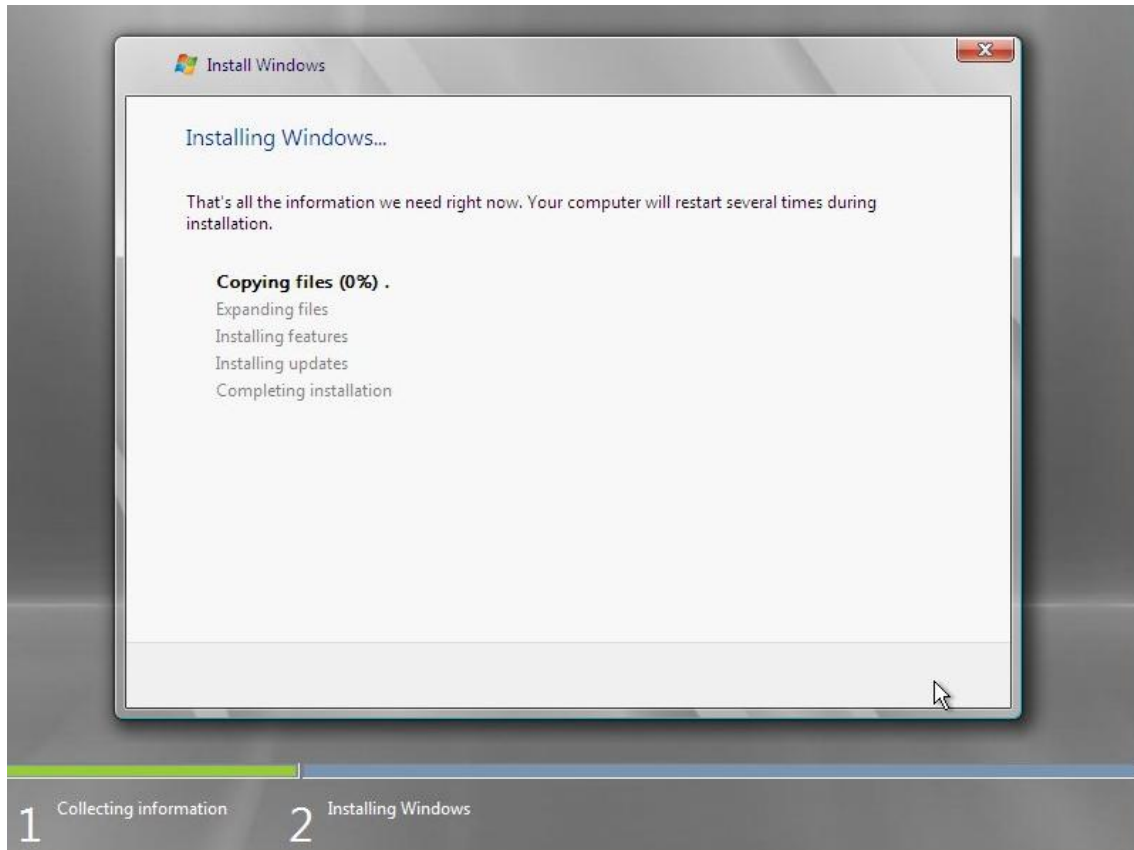 Install Windows
Installing Windows...
That's all the information we need right now. Your computer will restart several times during
installation.
Copying files (0%) .
Expanding files
Installing features
Installing updates
Completing installation
1 Collecting information 2 Installing Windows